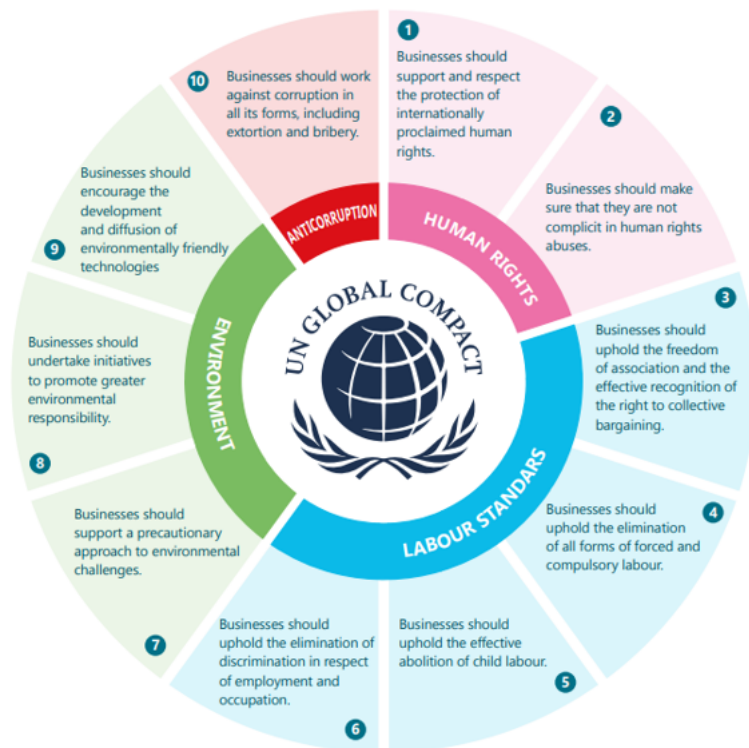 UN GLOBAL COMPACT
HUMAN RIGHTS
1
Businesses should
support and respect
the protection of
internationally
proclaimed human
rights.
2
Businesses should make
sure that they are not
complicit in human rights
abuses.
LABOUR STANDARS
3
Businesses should
uphold the freedom
of association and the
effective recognition of
the right to collective
bargaining.
4
Businesses should
uphold the elimination
of all forms of forced and
compulsory labour.
Businesses should
uphold the effective
abolition of child labour.
5
Businesses should
uphold the elimination of
discrimination in respect
of employment and
occupation.
6
ENVIRONMENT
Businesses should
support a precautionary
approach to environmental
challenges.
7
Businesses should
undertake initiatives
to promote greater
environmental
responsibility.
8
Businesses should
encourage the
development
and diffusion of
environmentally friendly
technologies
9
ANTICORRUPTION
10
Businesses should work
against corruption in
all its forms, including
extortion and bribery.